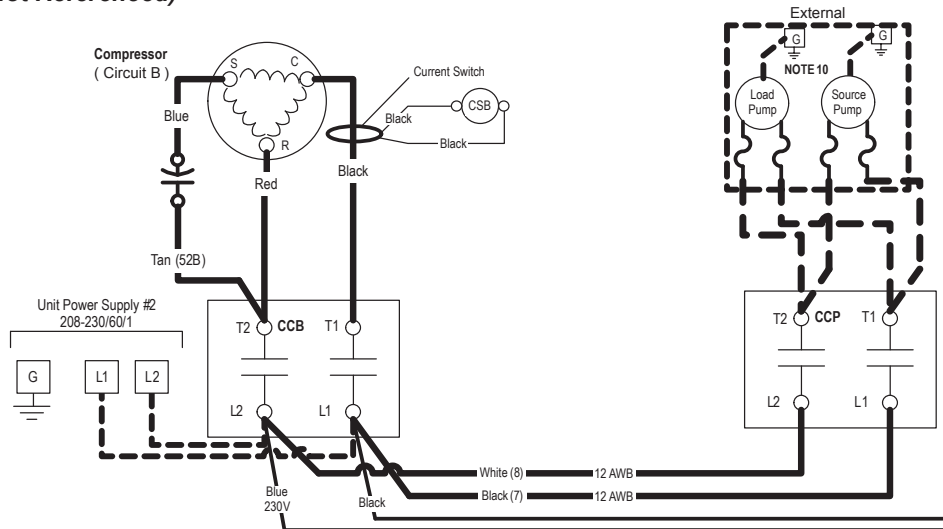 External
Compressor
( Circuit B )
S
C
R
Current Switch
CSB
Black
Black
Blue
Red
Black
Tan (52B)
G
G
NOTE 10
Load
Pump
Source
Pump
Unit Power Supply #2
208-230/60/1
G
L1
L2
T2
CCB
T1
L2
L1
T2
CCP
T1
L2
L1
White (8)
12 AWB
Black (7)
12 AWB
Blue
230V
Black